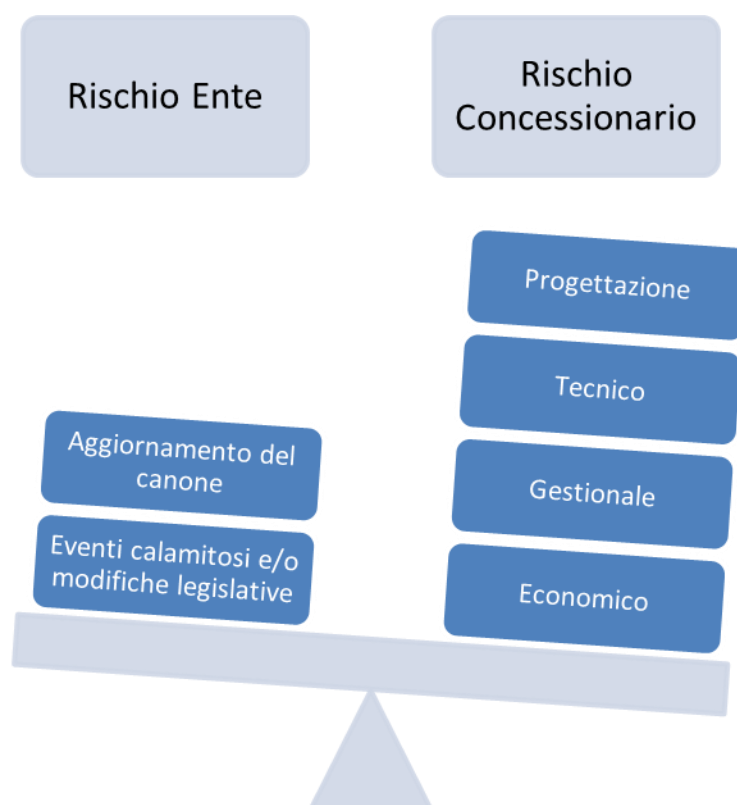 Rischio Ente
Rischio
Concessionario
Progettazione
Tecnico
Gestionale
Economico
Aggiornamento del
canone
Eventi calamitosi e/o
modifiche legislative